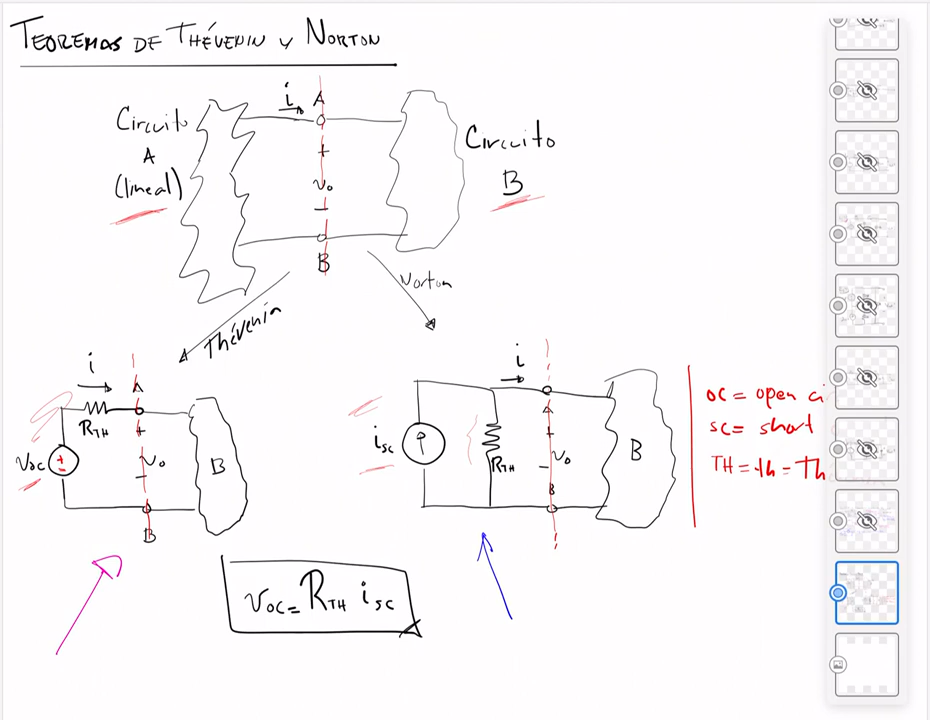 TEOREMAS DE THÉVENIN Y NORTON
i A
Circuito
A
(lineal)
+
vo
−
B
Circuito
B
Thévenin
Norton
i
A
RTH
+
Voc
+
−
vo
−
B
B
i
A
isc
RTH
+
vo
−
B
B
OC = open ci
SC = short
TH = th = Th
VOC = RTH isc